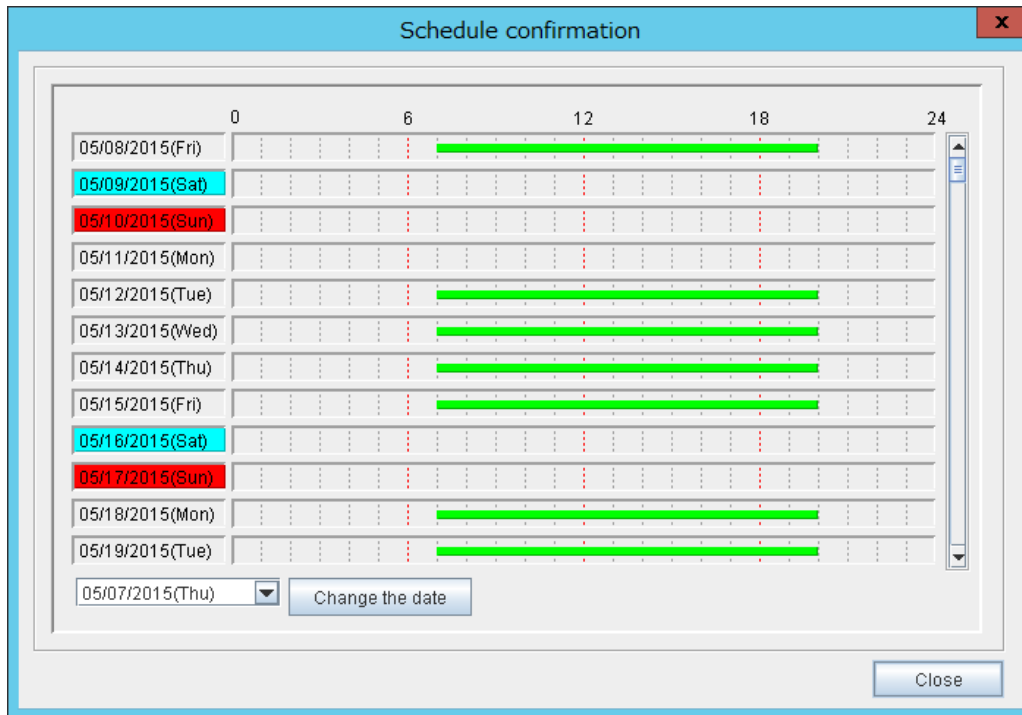 Schedule confirmation
x
0 6 12 18 24
05/08/2015(Fri)
05/09/2015(Sat)
05/10/2015(Sun)
05/11/2015(Mon)
05/12/2015(Tue)
05/13/2015(Wed)
05/14/2015(Thu)
05/15/2015(Fri)
05/16/2015(Sat)
05/17/2015(Sun)
05/18/2015(Mon)
05/19/2015(Tue)
05/07/2015(Thu)
Change the date
Close